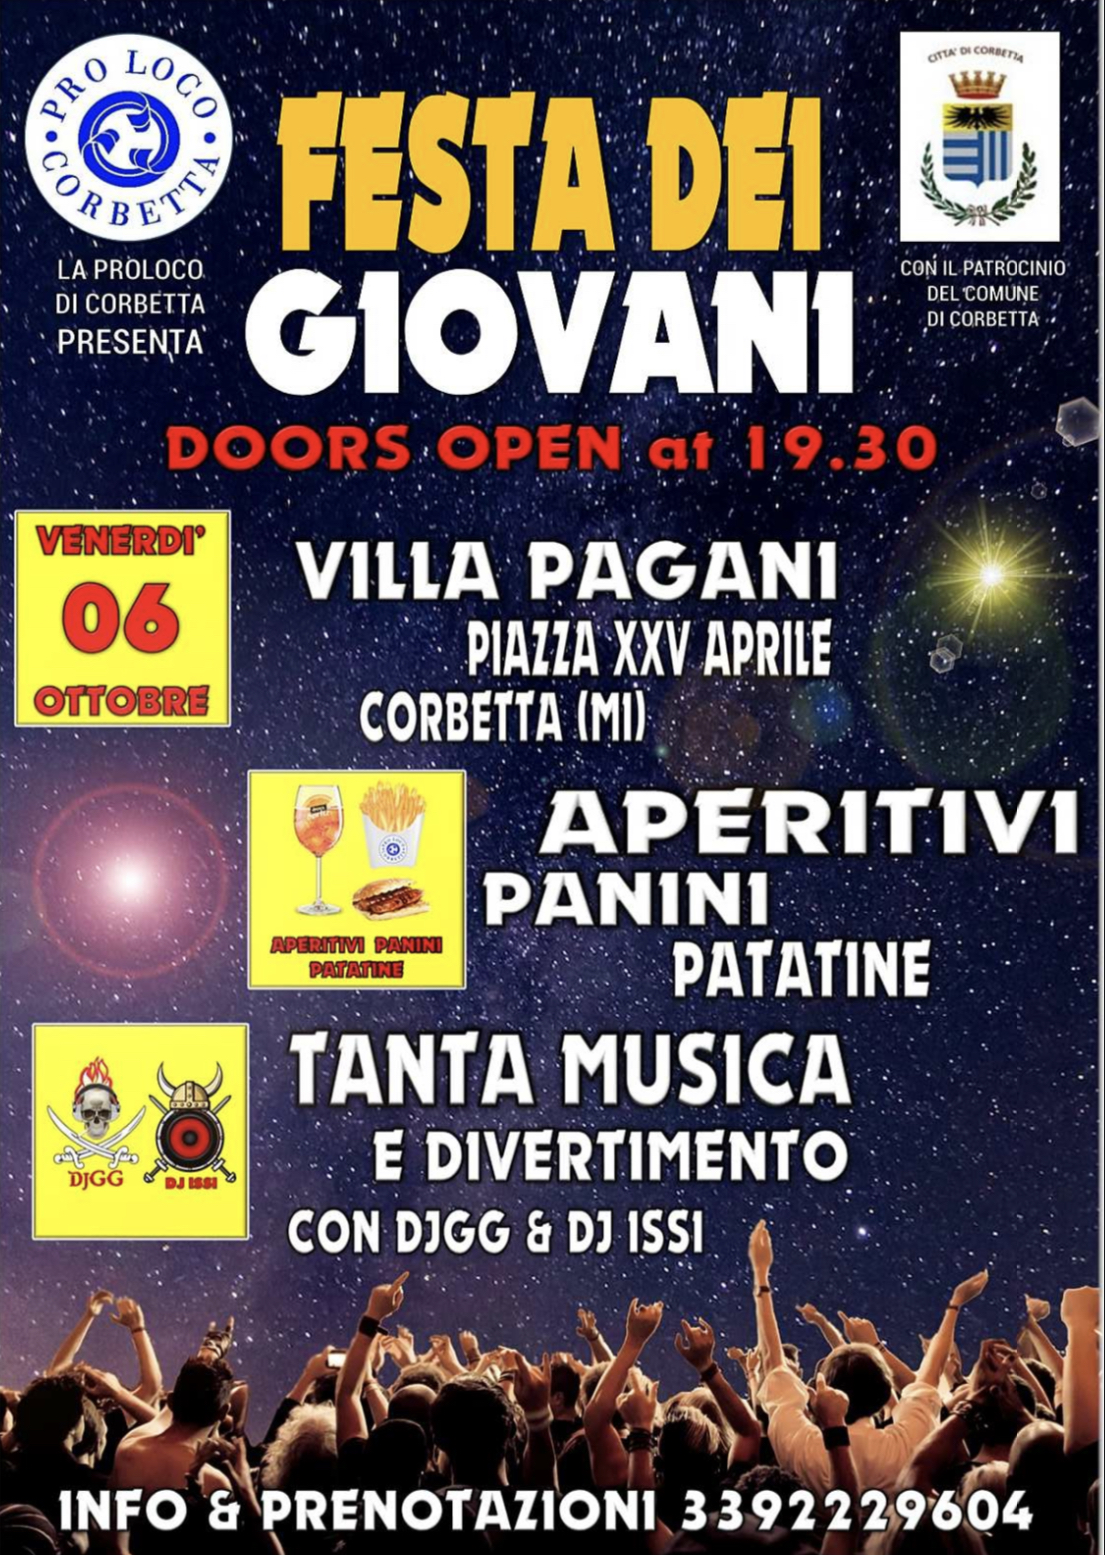 PRO LOCO
CORBETTA
LA PROLOCO
DI CORBETTA
PRESENTA
FESTA DEI
GIOVANI
CITTA' DI CORBETTA
CON IL PATROCINIO
DEL COMUNE
DI CORBETTA
DOORS OPEN at 19.30
VENERDI'
06
OTTOBRE
VILLA PAGANI
PIAZZA XXV APRILE
CORBETTA (MI)
APERITIVI PANINI
PATATINE
APERITIVI
PANINI
PATATINE
DJGG
DJ ISSI
TANTA MUSICA
E DIVERTIMENTO
CON DJGG & DJ ISSI
INFO & PRENOTAZIONI 3392229604